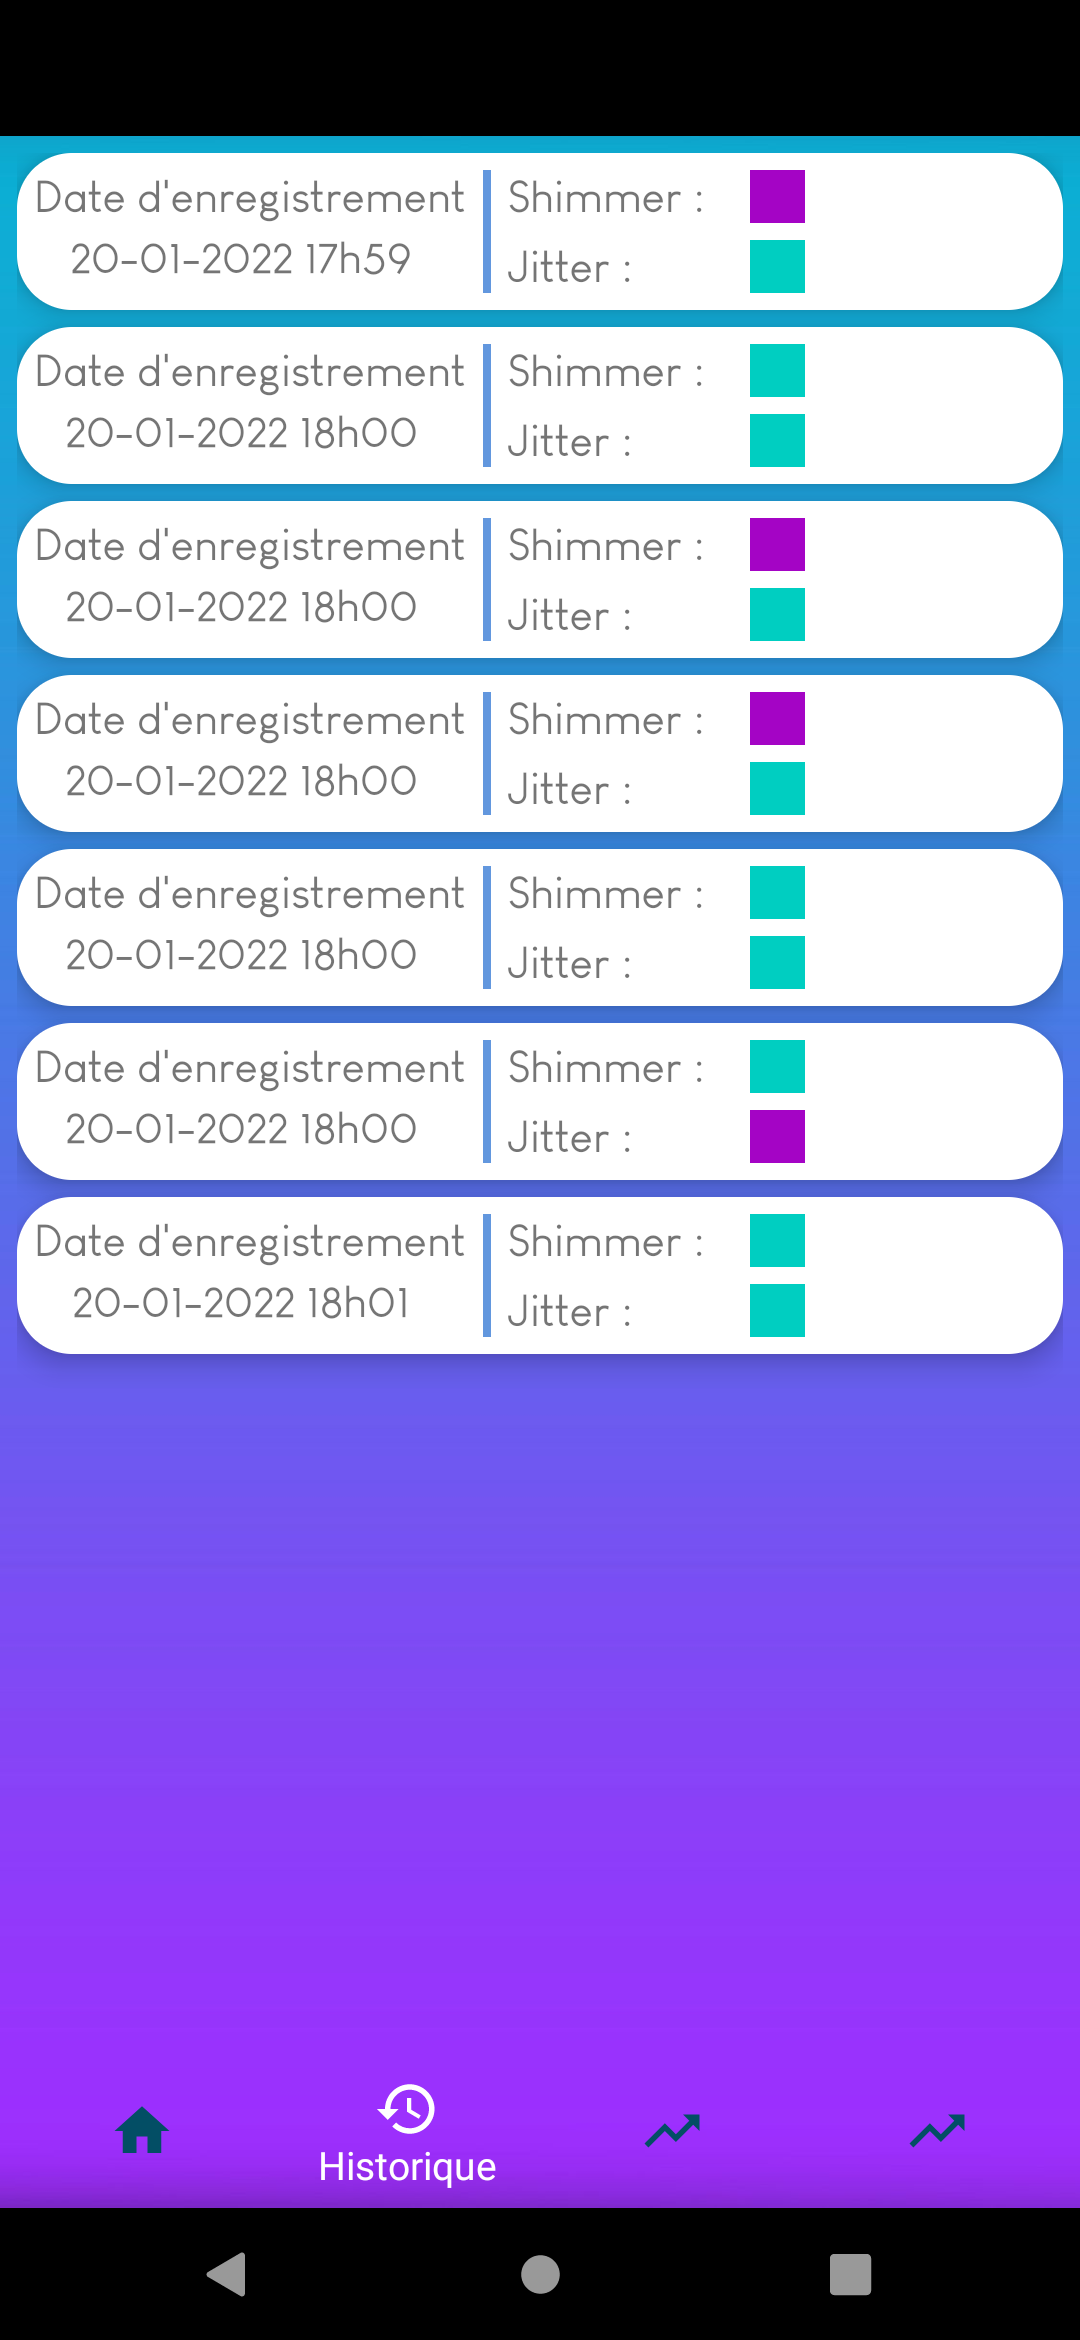 Date d'enregistrement
20-01-2022 17h59
Shimmer :
Jitter :
Date d'enregistrement
20-01-2022 18h00
Shimmer :
Jitter :
Date d'enregistrement
20-01-2022 18h00
Shimmer :
Jitter :
Date d'enregistrement
20-01-2022 18h00
Shimmer :
Jitter :
Date d'enregistrement
20-01-2022 18h00
Shimmer :
Jitter :
Date d'enregistrement
20-01-2022 18h00
Shimmer :
Jitter :
Date d'enregistrement
20-01-2022 18h01
Shimmer :
Jitter :
Historique